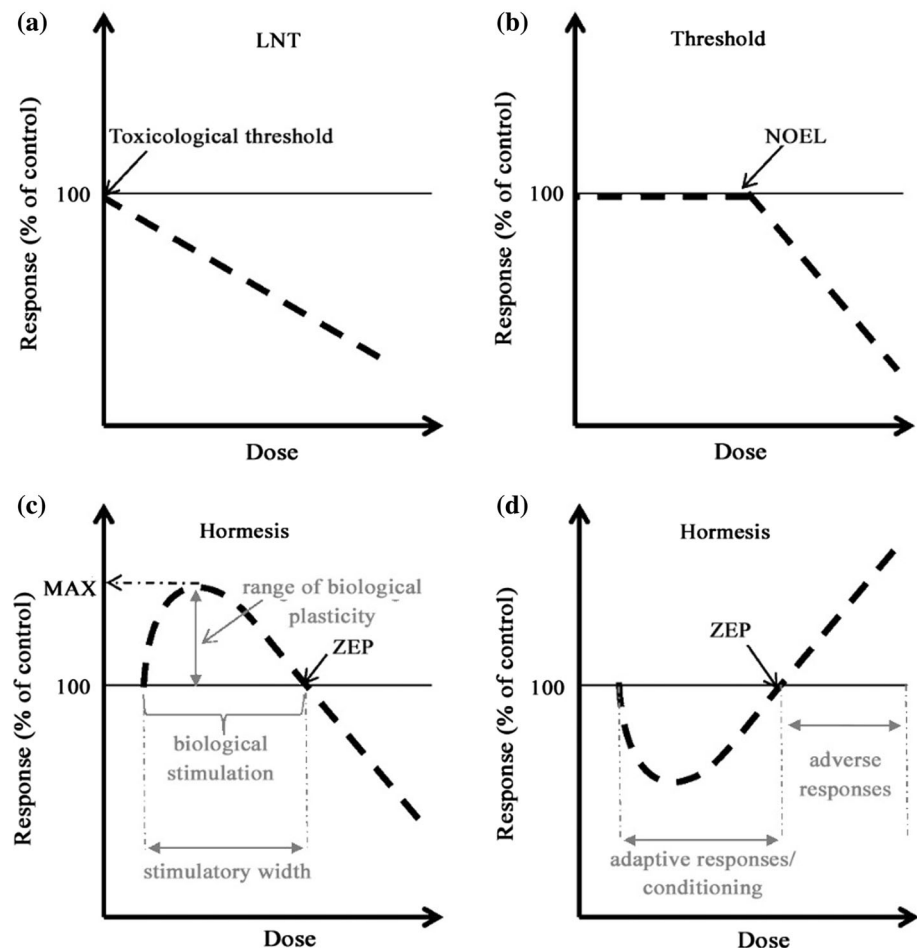 (a)
LNT
Response (% of control)
Toxicological threshold
100
Dose
(b)
Threshold
Response (% of control)
NOEL
100
Dose
(c)
Hormesis
Response (% of control)
MAX
range of biological
plasticity
ZEP
100
biological
stimulation
stimulatory width
Dose
(d)
Hormesis
Response (% of control)
ZEP
100
adverse
responses
adaptive responses/
conditioning
Dose